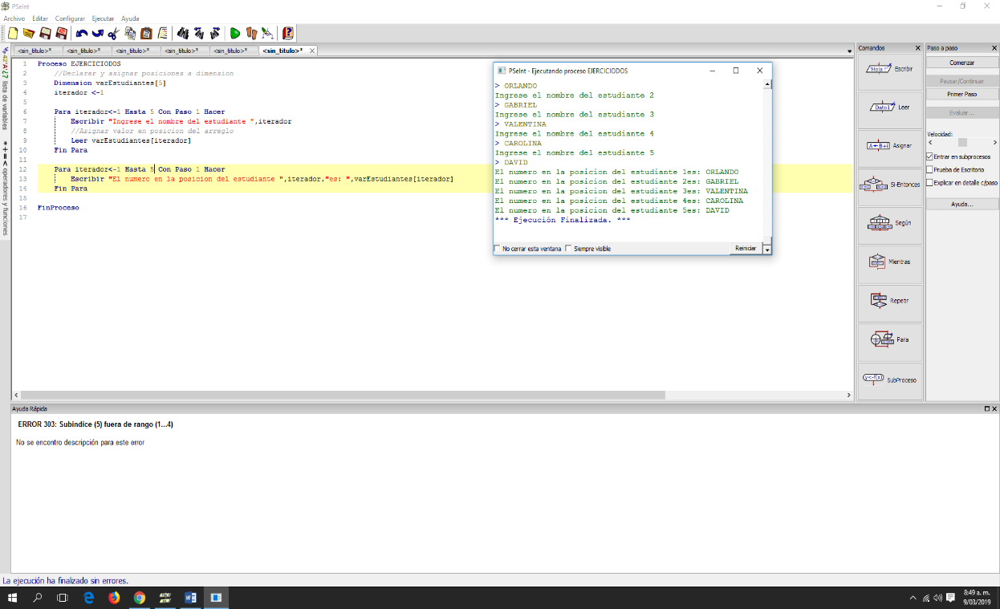 PSeInt
Archivo Editar Configurar Ejecutar Ayuda
<sin_titulo>* <sin_titulo>* <sin_titulo>* <sin_titulo>* <sin_titulo>* <sin_titulo>*
lista de variables
operadores y funciones
1 Proceso EJERCICIODOS
2 //Declarar y asignar posiciones a dimension
3 Dimension varEstudiantes[5]
4 iterador <-1
5
6 Para iterador<-1 Hasta 5 Con Paso 1 Hacer
7 Escribir "Ingrese el nombre del estudiante ",iterador
8 //Asignar valor en posicion del arreglo
9 Leer varEstudiantes[iterador]
10 Fin Para
11
12 Para iterador<-1 Hasta 5 Con Paso 1 Hacer
13 Escribir "El numero en la posicion del estudiante ",iterador,"es: ",varEstudiantes[iterador]
14 Fin Para
15
16 FinProceso
17
PSeInt - Ejecutando proceso EJERCICIODOS
> ORLANDO
Ingrese el nombre del estudiante 2
> GABRIEL
Ingrese el nombre del estudiante 3
> VALENTINA
Ingrese el nombre del estudiante 4
> CAROLINA
Ingrese el nombre del estudiante 5
> DAVID
El numero en la posicion del estudiante 1es: ORLANDO
El numero en la posicion del estudiante 2es: GABRIEL
El numero en la posicion del estudiante 3es: VALENTINA
El numero en la posicion del estudiante 4es: CAROLINA
El numero en la posicion del estudiante 5es: DAVID
*** Ejecución Finalizada. ***
No cerrar esta ventana Siempre visible Reiniciar
Comandos
'Hola !' Escribir
Dato1 Leer
A←B+1 Asignar
Si-Entonces
Según
Mientras
Repetir
Para
y<-f(x) SubProceso
Paso a paso
Comenzar
Pausar/Continuar
Primer Paso
Evaluar...
Velocidad:
Entrar en subprocesos
Prueba de Escritorio
Explicar en detalle c/paso
Ayuda...
Ayuda Rápida
ERROR 303: Subindice (5) fuera de rango (1...4)
No se encontro descripción para este error
La ejecución ha finalizado sin errores.
8:49 a. m.
9/03/2019